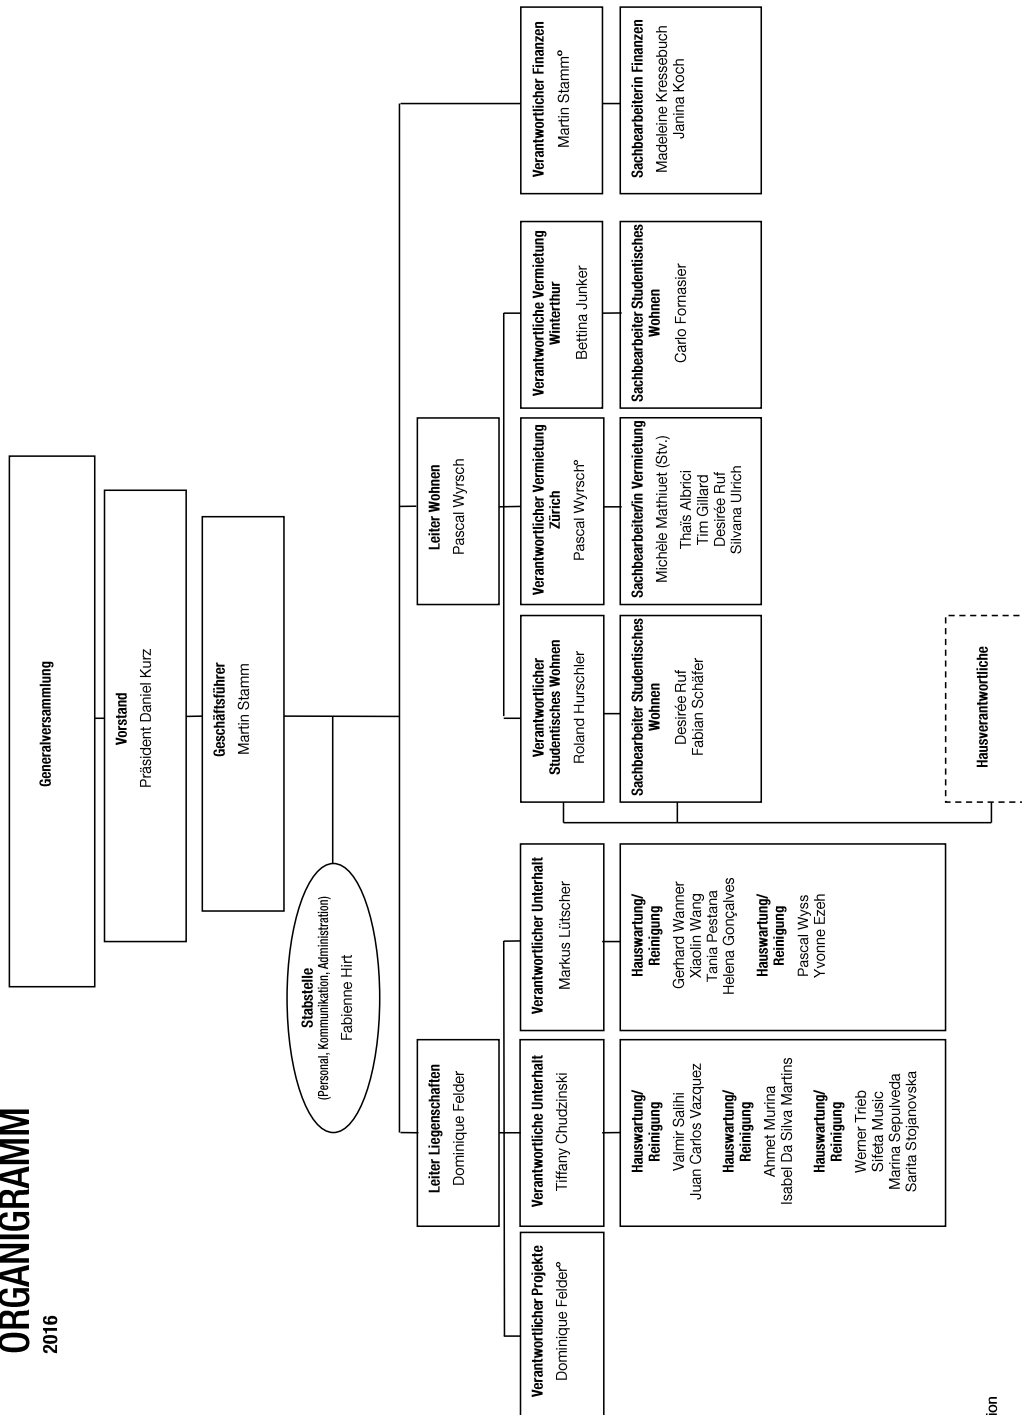 ORGANIGRAMM
2016
Generalversammlung
Vorstand
Präsident Daniel Kurz
Geschäftsführer
Martin Stamm
Stabstelle
(Personal, Kommunikation, Administration)
Fabienne Hirt
Leiter Liegenschaften
Dominique Felder
Leiter Wohnen
Pascal Wyrsch
Verantwortlicher Projekte
Dominique Felder°
Verantwortliche Unterhalt
Tiffany Chudzinski
Verantwortlicher Unterhalt
Markus Lütscher
Verantwortlicher
Studentisches Wohnen
Roland Hurschler
Verantwortlicher Vermietung
Zürich
Pascal Wyrsch°
Verantwortliche Vermietung
Winterthur
Bettina Junker
Verantwortlicher Finanzen
Martin Stamm°
Hauswartung/
Reinigung
Valmir Salihi
Juan Carlos Vazquez
Hauswartung/
Reinigung
Ahmet Murina
Isabel Da Silva Martins
Hauswartung/
Reinigung
Werner Trieb
Sifeta Music
Marina Sepulveda
Sarita Stojanovska
Hauswartung/
Reinigung
Gerhard Wanner
Xiaolin Wang
Tania Pestana
Helena Gonçalves
Hauswartung/
Reinigung
Pascal Wyss
Yvonne Ezeh
Sachbearbeiter Studentisches
Wohnen
Desirée Ruf
Fabian Schäfer
Sachbearbeiter/in Vermietung
Michèle Mathiuet (Stv.)
Thaïs Albrici
Tim Gillard
Desirée Ruf
Silvana Ulrich
Sachbearbeiter Studentisches
Wohnen
Carlo Fornasier
Sachbearbeiterin Finanzen
Madeleine Kressebuch
Janina Koch
Hausverantwortliche
tion